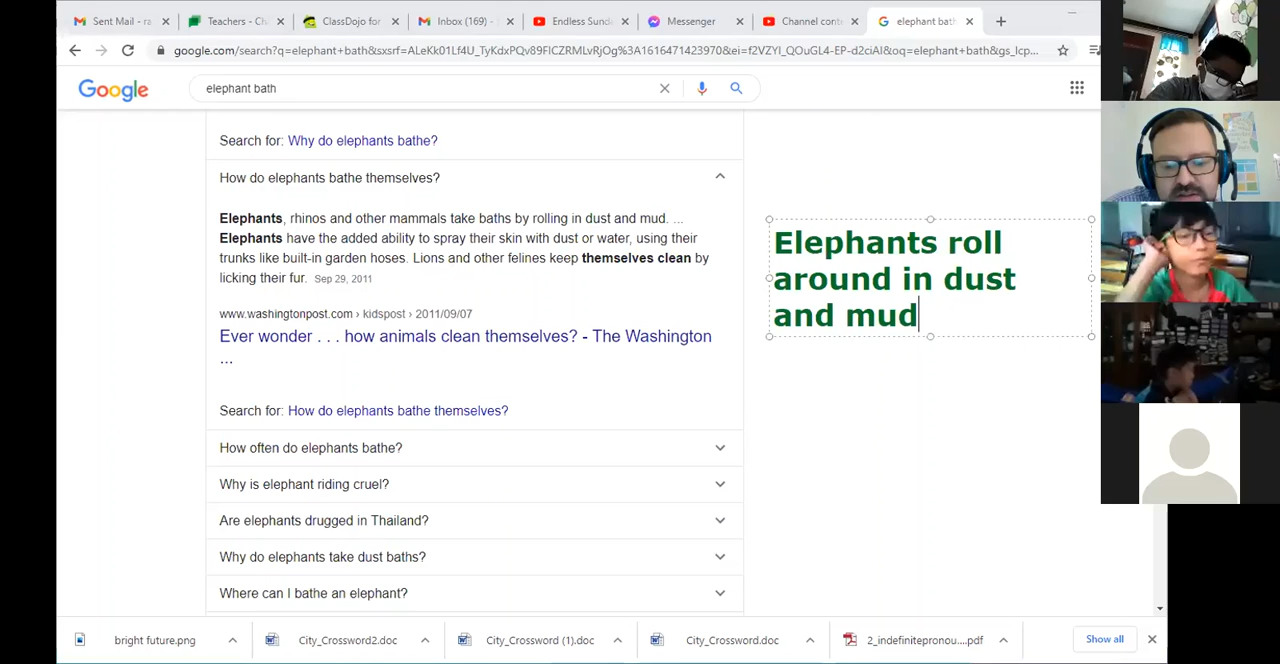 Sent Mail - ra
Teachers - Cha
ClassDojo for
Inbox (169) -
Endless Sunda
Messenger
Channel cont
elephant bath
google.com/search?q=elephant+bath&sxsrf=ALeKk01Lf4U_TyKdxPQv89FlCZRMLvRjOg%3A1616471423970&ei=f2VZYI_QOuGL4-EP-d2ciAI&oq=elephant+bath&gs_lcp...
Google
elephant bath
Search for: Why do elephants bathe?
How do elephants bathe themselves?
Elephants, rhinos and other mammals take baths by rolling in dust and mud. ...
Elephants have the added ability to spray their skin with dust or water, using their
trunks like built-in garden hoses. Lions and other felines keep themselves clean by
licking their fur. Sep 29, 2011
www.washingtonpost.com › kidspost › 2011/09/07
Ever wonder . . . how animals clean themselves? - The Washington
...
Search for: How do elephants bathe themselves?
How often do elephants bathe?
Why is elephant riding cruel?
Are elephants drugged in Thailand?
Why do elephants take dust baths?
Where can I bathe an elephant?
Elephants roll
around in dust
and mud
bright future.png
City_Crossword2.doc
City_Crossword (1).doc
City_Crossword.doc
2_indefinitepronou....pdf
Show all